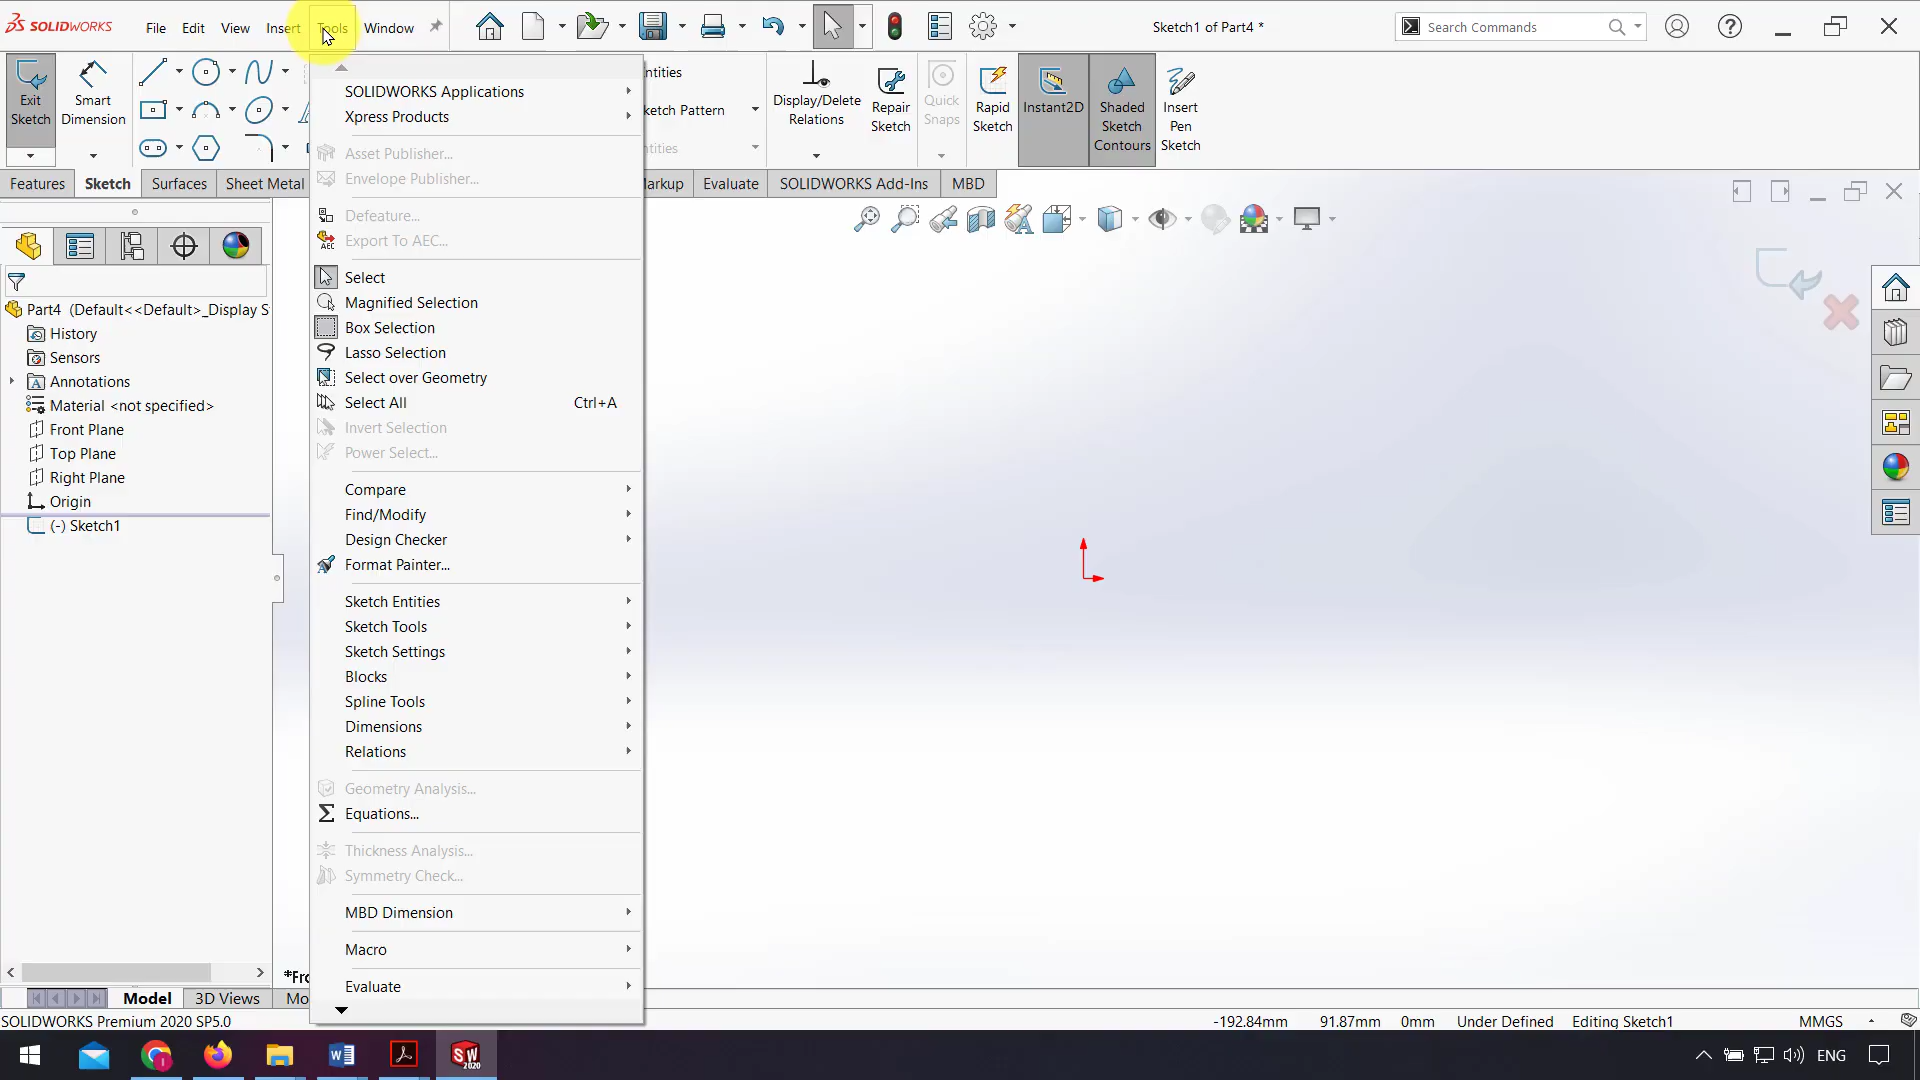 SOLIDWORKS
File Edit View Insert Tools Window
Sketch1 of Part4 *
Search Commands
Exit Sketch
Smart Dimension
ntities
ketch Pattern
ntities
Display/Delete Relations
Repair Sketch
Quick Snaps
Rapid Sketch
Instant2D
Shaded Sketch Contours
Insert Pen Sketch
Features Sketch Surfaces Sheet Metal
Markup Evaluate SOLIDWORKS Add-Ins MBD
SOLIDWORKS Applications
Xpress Products
Asset Publisher...
Envelope Publisher...
Defeature...
Export To AEC...
Select
Magnified Selection
Box Selection
Lasso Selection
Select over Geometry
Select All Ctrl+A
Invert Selection
Power Select...
Compare
Find/Modify
Design Checker
Format Painter...
Sketch Entities
Sketch Tools
Sketch Settings
Blocks
Spline Tools
Dimensions
Relations
Geometry Analysis...
Equations...
Thickness Analysis...
Symmetry Check...
MBD Dimension
Macro
Evaluate
Part4 (Default<<Default>_Display S
History
Sensors
Annotations
Material <not specified>
Front Plane
Top Plane
Right Plane
Origin
(-) Sketch1
*Fro
Model 3D Views Mo
SOLIDWORKS Premium 2020 SP5.0
-192.84mm 91.87mm 0mm Under Defined Editing Sketch1 MMGS
SW 2020
ENG